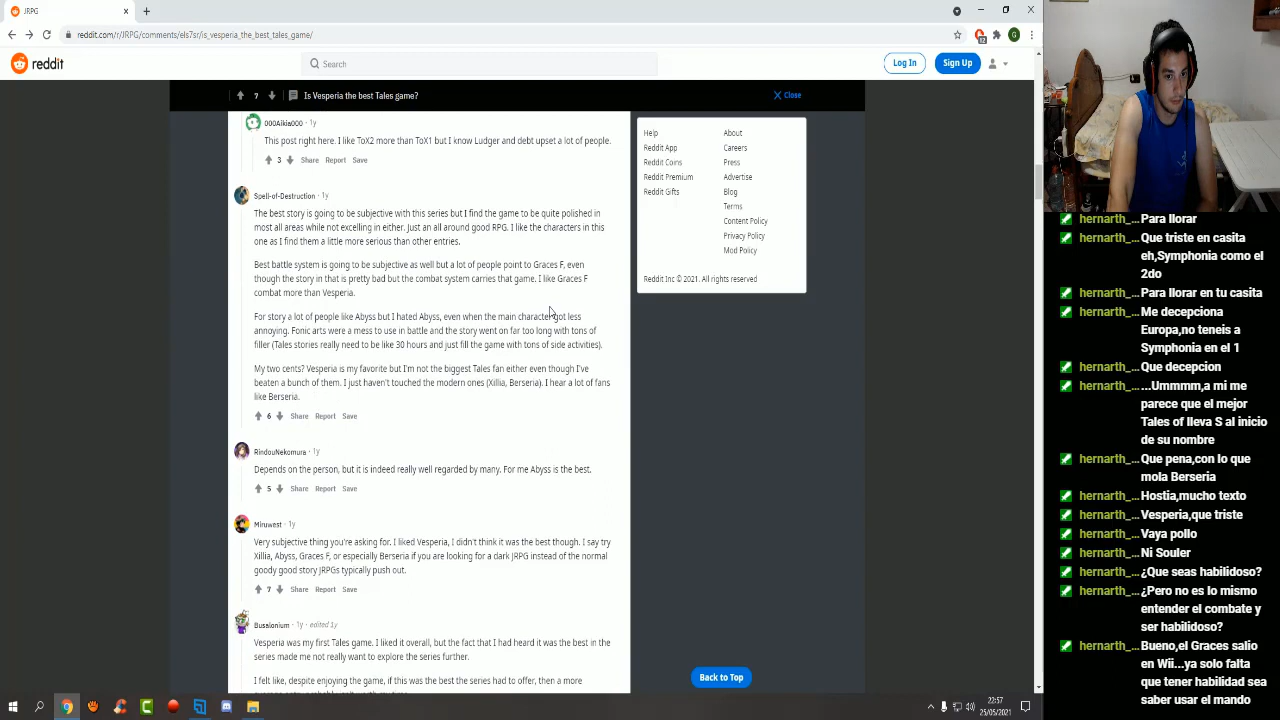 JRPG
reddit.com/r/JRPG/comments/els7sr/is_vesperia_the_best_tales_game/
12
G
reddit
Search
Log In
Sign Up
7
Is Vesperia the best Tales game?
Close
000Aikia000 · 1y
This post right here. I like ToX2 more than ToX1 but I know Ludger and debt upset a lot of people.
3 Share Report Save
Spell-of-Destruction · 1y
The best story is going to be subjective with this series but I find the game to be quite polished in
most all areas while not excelling in either. Just an all around good RPG. I like the characters in this
one as I find them a little more serious than other entries.
Best battle system is going to be subjective as well but a lot of people point to Graces F, even
though the story in that is pretty bad but the combat system carries that game. I like Graces F
combat more than Vesperia.
For story a lot of people like Abyss but I hated Abyss, even when the main character got less
annoying. Fonic arts were a mess to use in battle and the story went on far too long with tons of
filler (Tales stories really need to be like 30 hours and just fill the game with tons of side activities).
My two cents? Vesperia is my favorite but I'm not the biggest Tales fan either even though I've
beaten a bunch of them. I just haven't touched the modern ones (Xillia, Berseria). I hear a lot of fans
like Berseria.
6 Share Report Save
RindouNekomura · 1y
Depends on the person, but it is indeed really well regarded by many. For me Abyss is the best.
5 Share Report Save
Miruwest · 1y
Very subjective thing you're asking for. I liked Vesperia, I didn't think it was the best though. I say try
Xillia, Abyss, Graces F, or especially Berseria if you are looking for a dark JRPG instead of the normal
goody good story JRPGs typically push out.
7 Share Report Save
Busalonium · 1y · edited 1y
Vesperia was my first Tales game. I liked it overall, but the fact that I had heard it was the best in the
series made me not really want to explore the series further.
I felt like, despite enjoying the game, if this was the best the series had to offer, then a more
Help
Reddit App
Reddit Coins
Reddit Premium
Reddit Gifts
About
Careers
Press
Advertise
Blog
Terms
Content Policy
Privacy Policy
Mod Policy
Reddit Inc © 2021. All rights reserved
Back to Top
hernarth_... Para llorar
hernarth_... Que triste en casita
eh,Symphonia como el
2do
hernarth_... Para llorar en tu casita
hernarth_... Me decepciona
Europa,no teneis a
Symphonia en el 1
hernarth_... Que decepcion
hernarth_... ...Ummmm,a mi me
parece que el mejor
Tales of lleva S al inicio
de su nombre
hernarth_... Que pena,con lo que
mola Berseria
hernarth_... Hostia,mucho texto
hernarth_... Vesperia,que triste
hernarth_... Vaya pollo
hernarth_... Ni Souler
hernarth_... ¿Que seas habilidoso?
hernarth_... ¿Pero no es lo mismo
entender el combate y
ser habilidoso?
hernarth_... Bueno,el Graces salio
en Wii...ya solo falta
que tener habilidad sea
saber usar el mando
22:57
25/05/2021